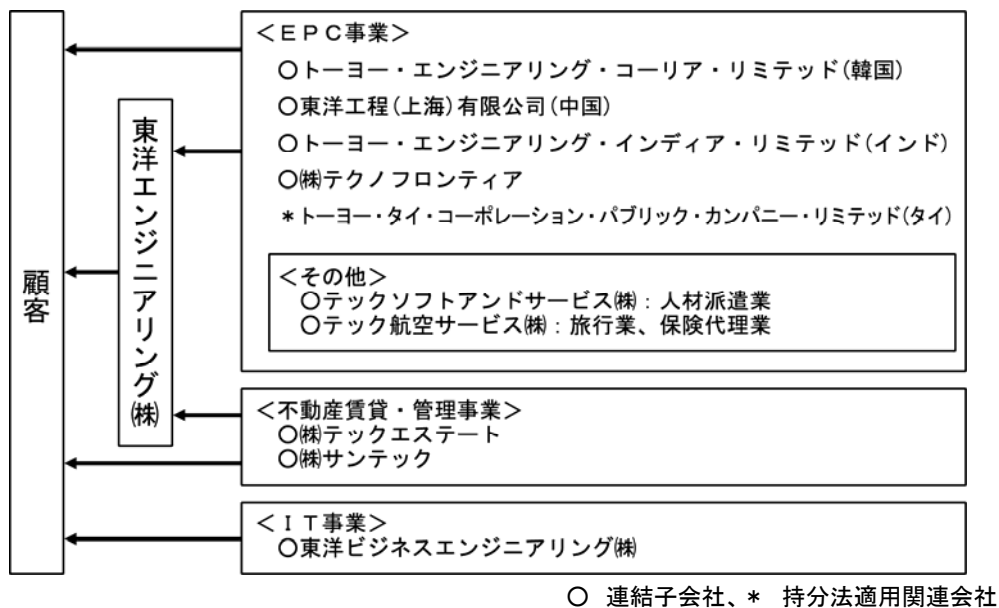 顧客
東洋エンジニアリング㈱
＜ＥＰＣ事業＞
○トーヨー・エンジニアリング・コーリア・リミテッド(韓国)
○東洋工程(上海)有限公司(中国)
○トーヨー・エンジニアリング・インディア・リミテッド(インド)
○㈱テクノフロンティア
＊トーヨー・タイ・コーポレーション・パブリック・カンパニー・リミテッド(タイ)
＜その他＞
○テックソフトアンドサービス㈱：人材派遣業
○テック航空サービス㈱：旅行業、保険代理業
＜不動産賃貸・管理事業＞
○㈱テックエステート
○㈱サンテック
＜ＩＴ事業＞
○東洋ビジネスエンジニアリング㈱
○　連結子会社、＊　持分法適用関連会社